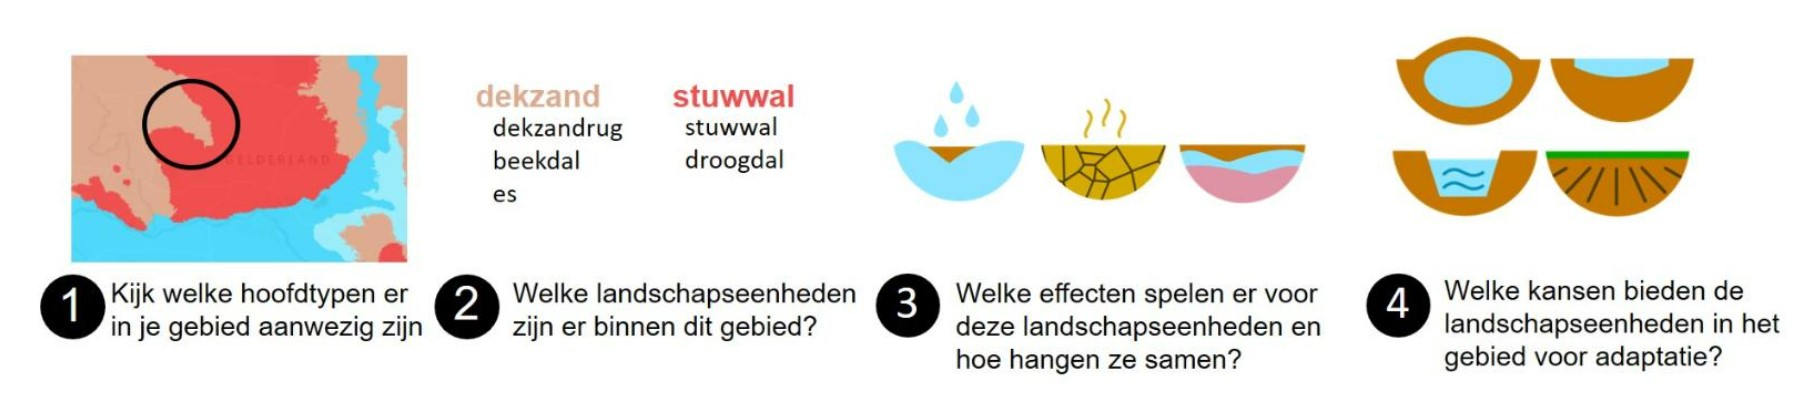 GELDERLAND
dekzand
dekzandrug
beekdal
es
stuwwal
stuwwal
droogdal
1 Kijk welke hoofdtypen er
in je gebied aanwezig zijn
2 Welke landschapseenheden
zijn er binnen dit gebied?
3 Welke effecten spelen er voor
deze landschapseenheden en
hoe hangen ze samen?
4 Welke kansen bieden de
landschapseenheden in het
gebied voor adaptatie?